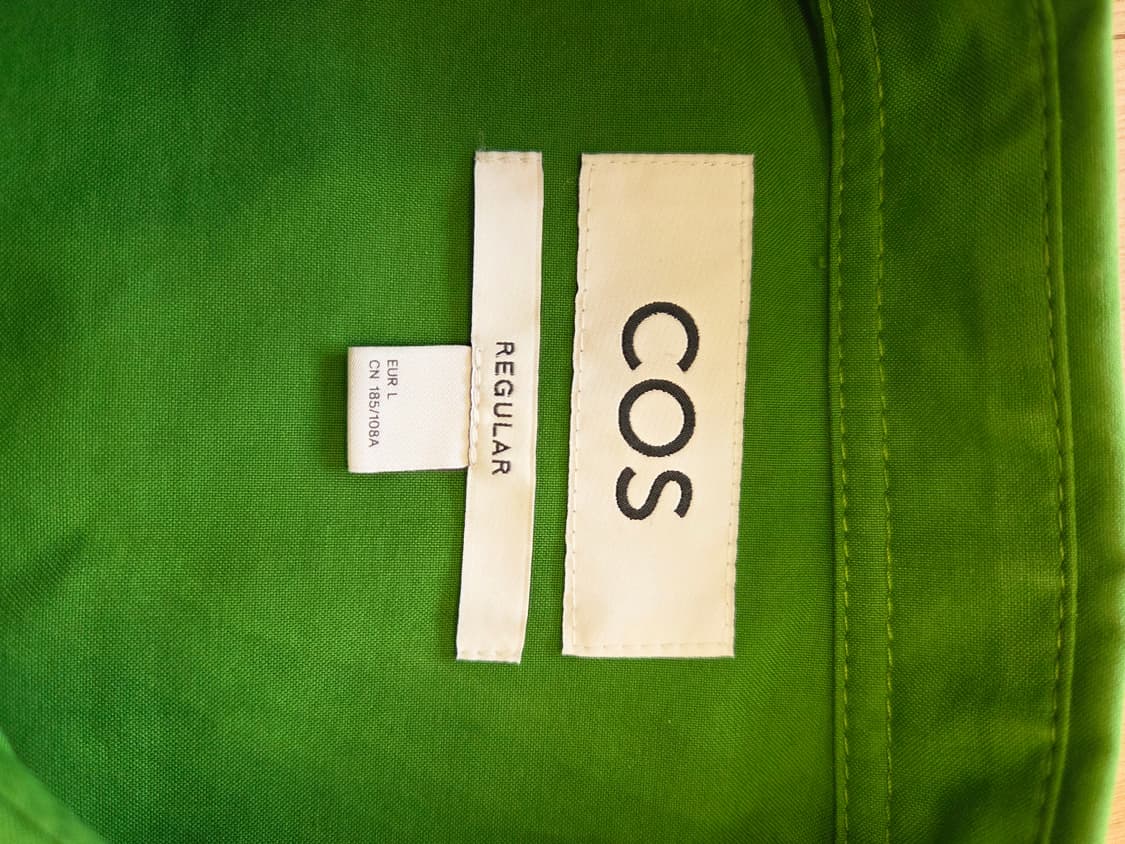 COS
REGULAR
EUR L
CN 185/108A